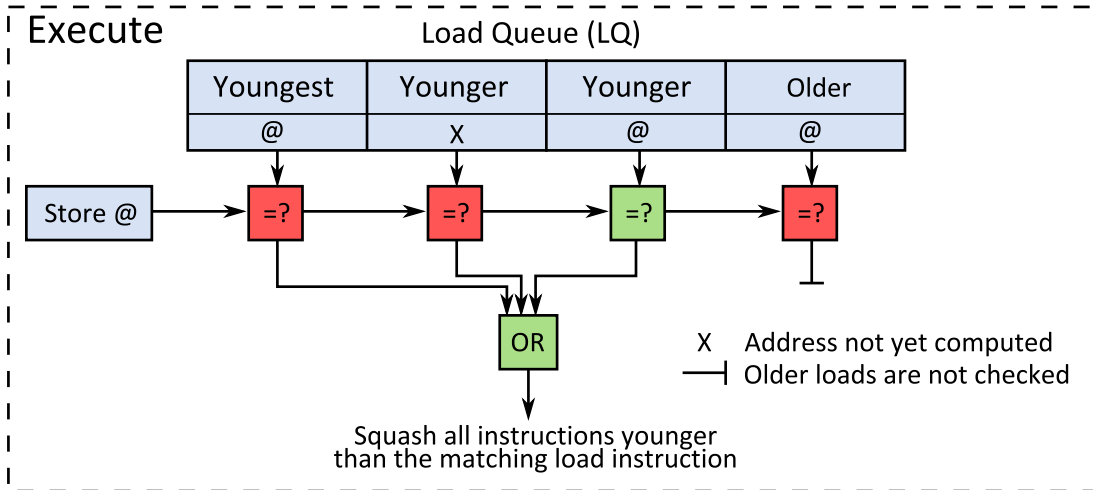 Execute
Load Queue (LQ)
Youngest Younger Younger Older
@ X @ @
Store @ =? =? =? =?
OR
X Address not yet computed
Older loads are not checked
Squash all instructions younger
than the matching load instruction